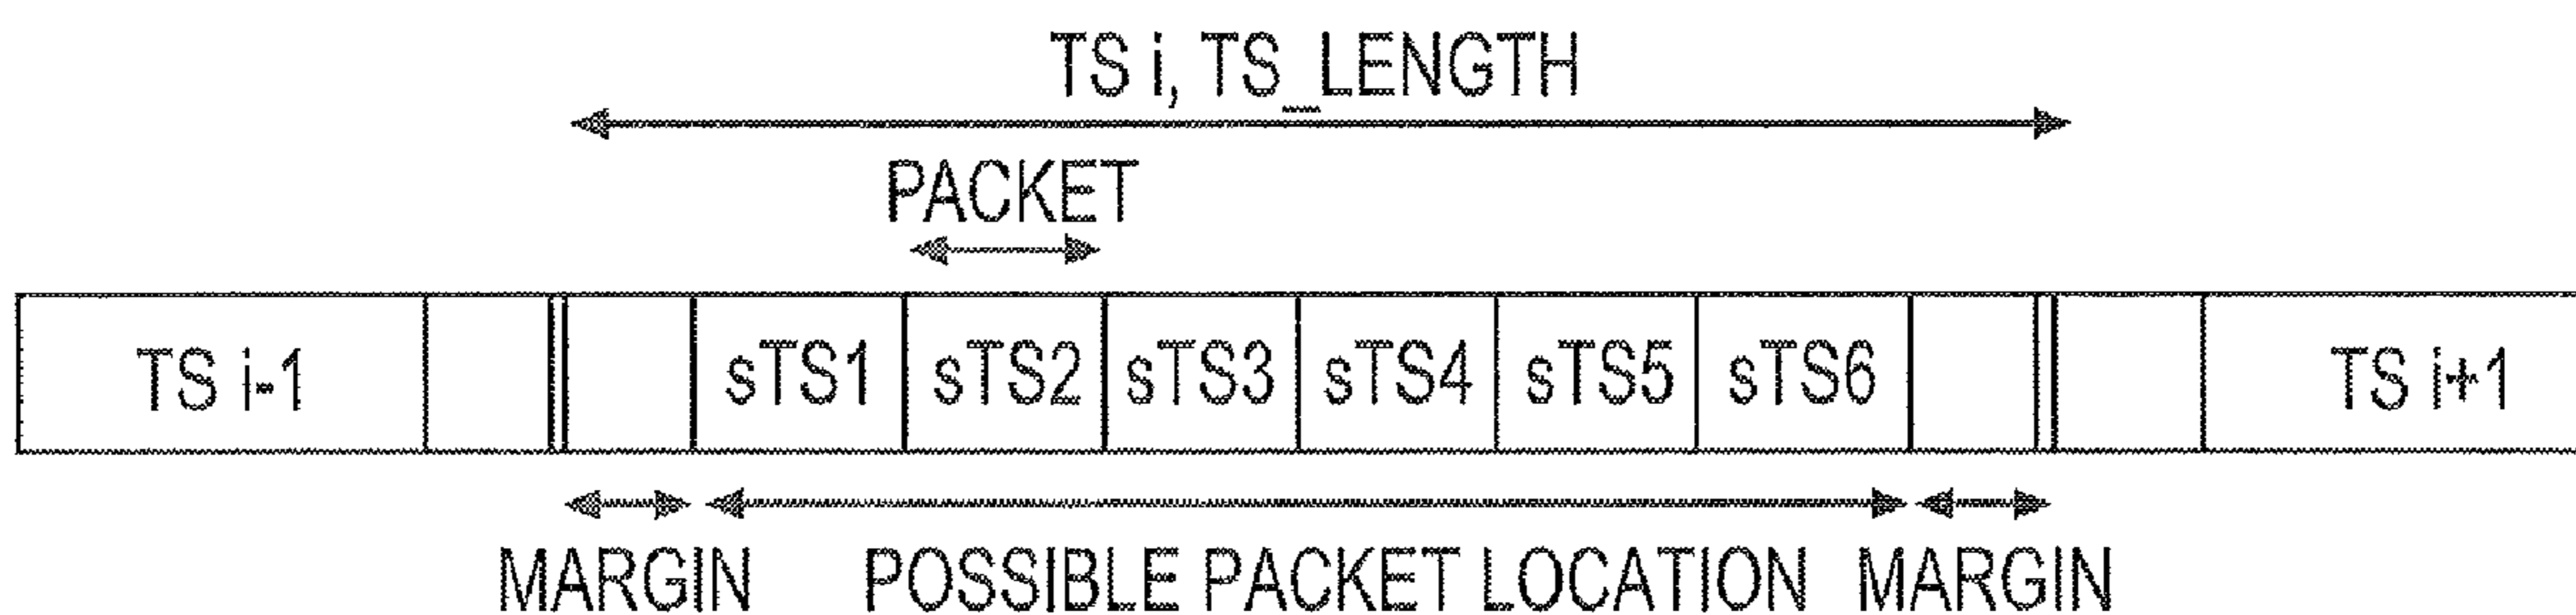 TS i, TS_LENGTH
PACKET
TS i-1 sTS1 sTS2 sTS3 sTS4 sTS5 sTS6 TS i+1
MARGIN POSSIBLE PACKET LOCATION MARGIN